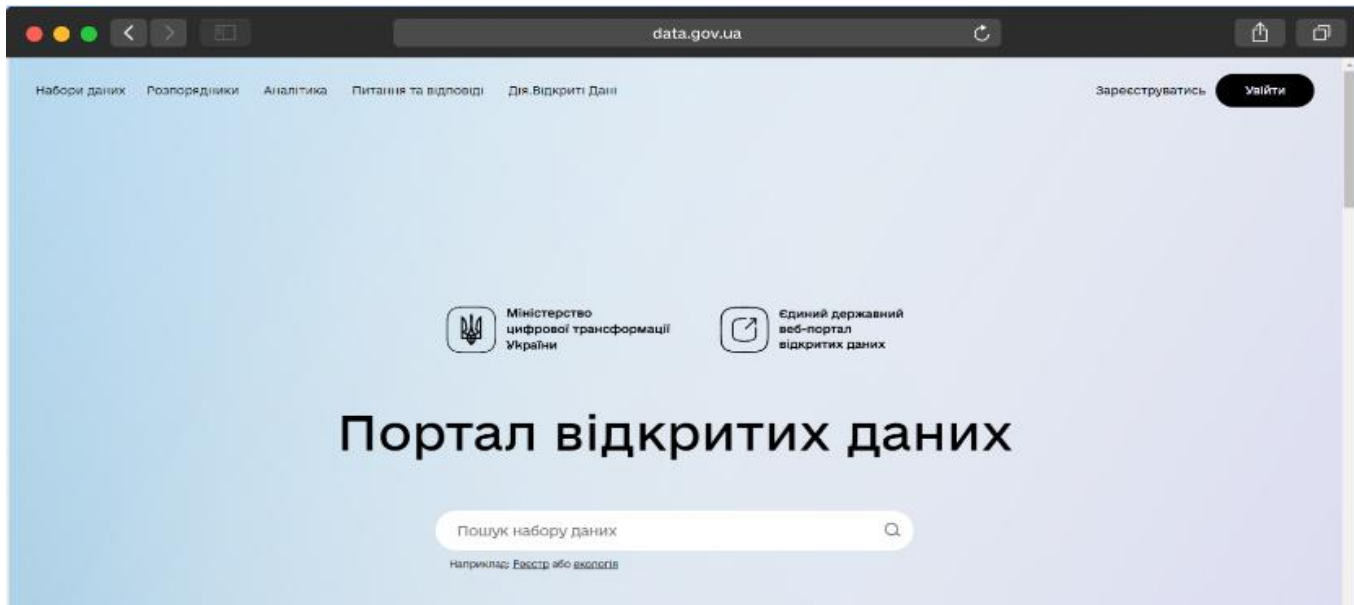 data.gov.ua
Набори даних Розпорядники Аналітика Питання та відповіді Дія.Відкриті Дані Зареєструватись Увійти
Міністерство
цифрової трансформації
України
Єдиний державний
веб-портал
відкритих даних
Портал відкритих даних
Пошук набору даних
Наприклад: Реєстр або екологія